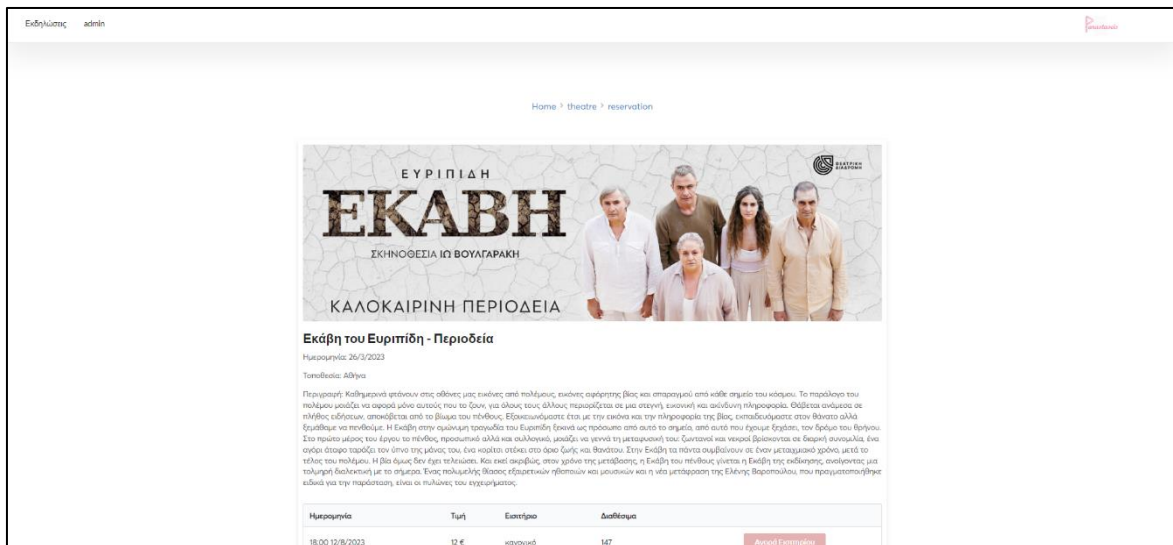 Εκδηλώσεις admin
Parastasis
Home > theatre > reservation
ΕΥΡΙΠΙΔΗ
ΘΕΑΤΡΙΚΗ
ΔΙΑΔΡΟΜΗ
ΕΚΑΒΗ
ΣΚΗΝΟΘΕΣΙΑ ΙΩ ΒΟΥΛΓΑΡΑΚΗ
ΚΑΛΟΚΑΙΡΙΝΗ ΠΕΡΙΟΔΕΙΑ
Εκάβη του Ευριπίδη - Περιοδεία
Ημερομηνία: 26/3/2023
Τοποθεσία: Αθήνα
Περιγραφή: Καθημερινά φτάνουν στις οθόνες μας εικόνες από πολέμους, εικόνες αφόρητης βίας και σπαραγμού από κάθε σημείο του κόσμου. Το παράλογο του
πολέμου μοιάζει να αφορά μόνο αυτούς που το ζουν, για όλους τους άλλους περιορίζεται σε μια στεγνή, εικονική και ακίνδυνη πληροφορία. Θάβεται ανάμεσα σε
πλήθος ειδήσεων, αποκόβεται από το βίωμα του πένθους. Εξοικειωνόμαστε έτσι με την εικόνα και την πληροφορία της βίας, εκπαιδευόμαστε στον θάνατο αλλά
ξεμάθαμε να πενθούμε. Η Εκάβη στην ομώνυμη τραγωδία του Ευριπίδη ξεκινά ως πρόσωπο από αυτό το σημείο, από αυτό που έχουμε ξεχάσει, τον δρόμο του θρήνου.
Στο πρώτο μέρος του έργου το πένθος, προσωπικό αλλά και συλλογικό, μοιάζει να γεννά τη μεταφυσική του: ζωντανοί και νεκροί βρίσκονται σε διαρκή συνομιλία, ένα
αγόρι άταφο ταράζει τον ύπνο της μάνας του, ένα κορίτσι στέκει στο όριο ζωής και θανάτου. Στην Εκάβη τα πάντα συμβαίνουν σε έναν μεταιχμιακό χρόνο, μετά το
τέλος του πολέμου. Η βία όμως δεν έχει τελειώσει. Και εκεί ακριβώς, στον χρόνο της μετάβασης, η Εκάβη του πένθους γίνεται η Εκάβη της εκδίκησης, ανοίγοντας μια
τολμηρή διαλεκτική με το σήμερα. Ένας πολυμελής θίασος εξαιρετικών ηθοποιών και μουσικών και η νέα μετάφραση της Ελένης Βαροπούλου, που πραγματοποιήθηκε
ειδικά για την παράσταση, είναι οι πυλώνες του εγχειρήματος.
Ημερομηνία Τιμή Εισιτήριο Διαθέσιμα
18.00 12/8/2023 12 € κανονικό 147 Αγορά Εισιτηρίου